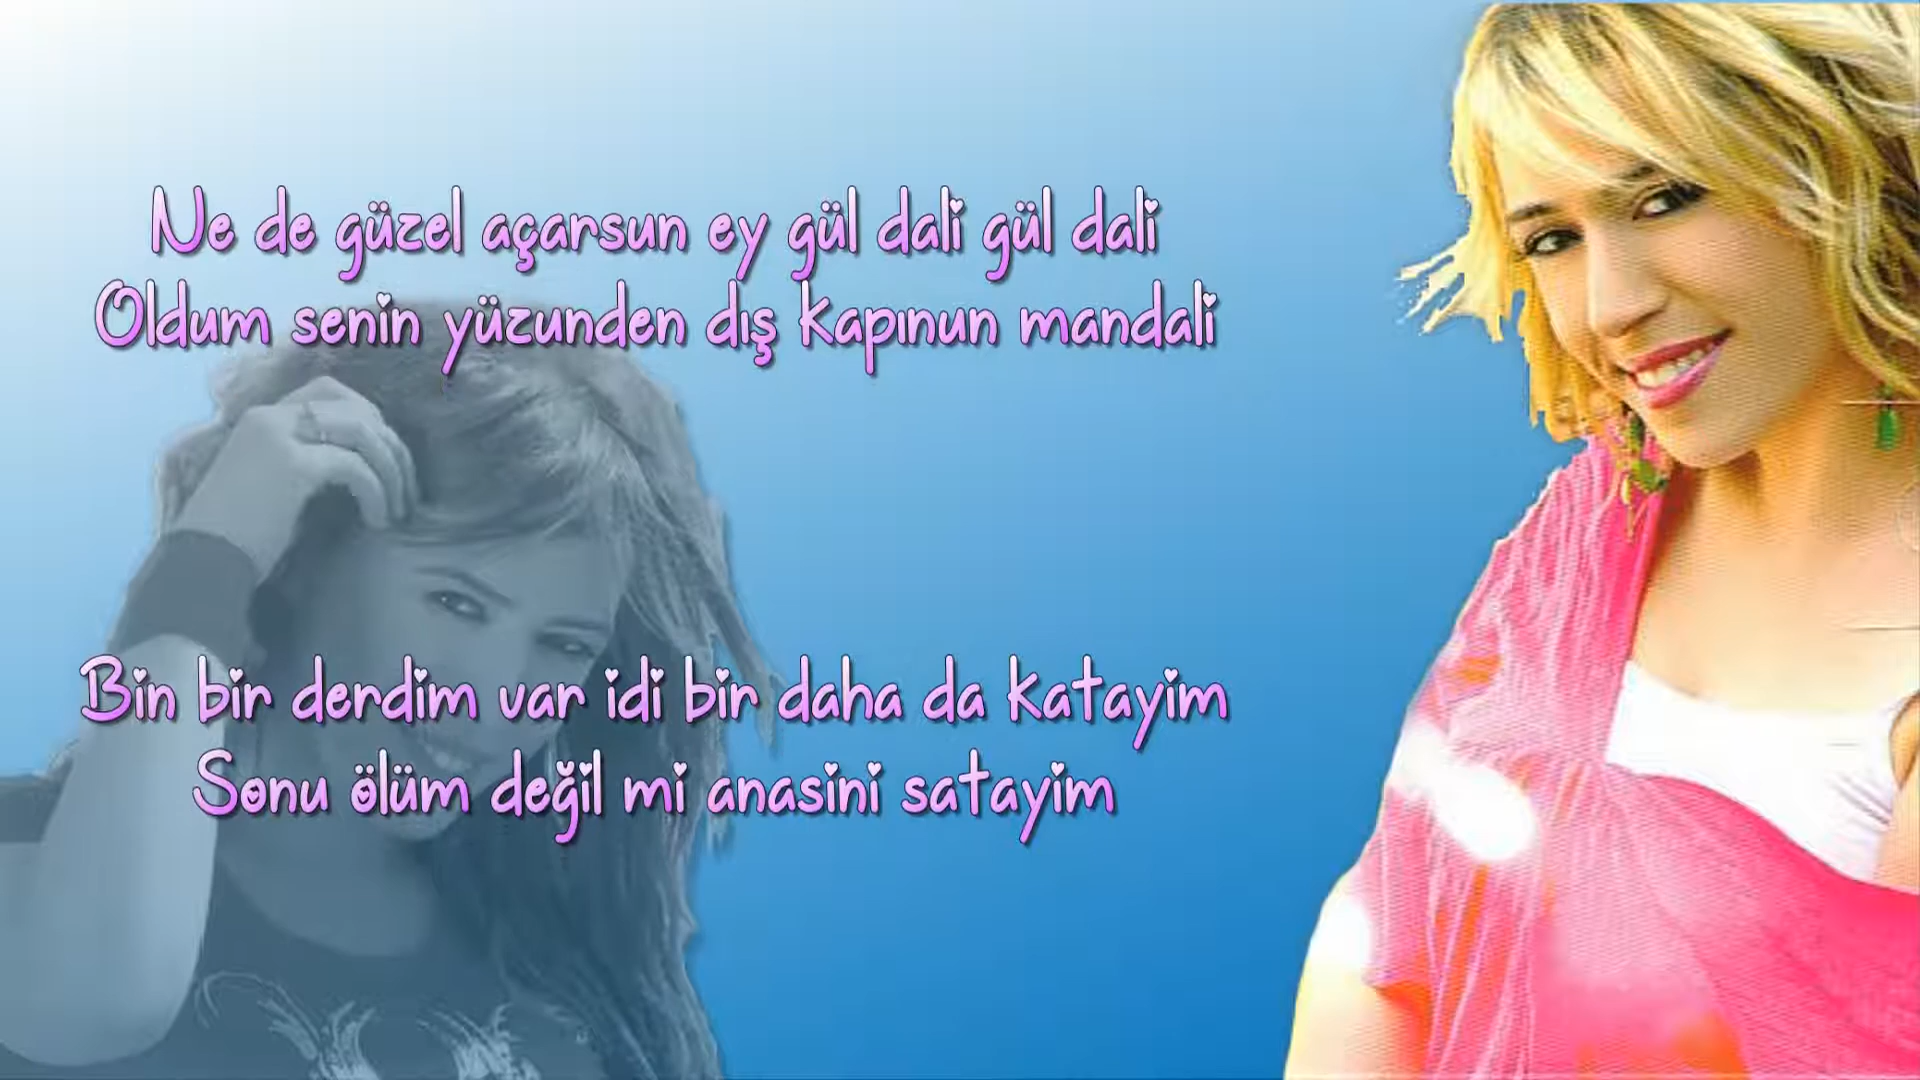 Ne de güzel açarsun ey gül dali gül dali
Oldum senin yüzunden dış kapınun mandali
Bin bir derdim var idi bir daha da katayim
Sonu ölüm değil mi anasini satayim